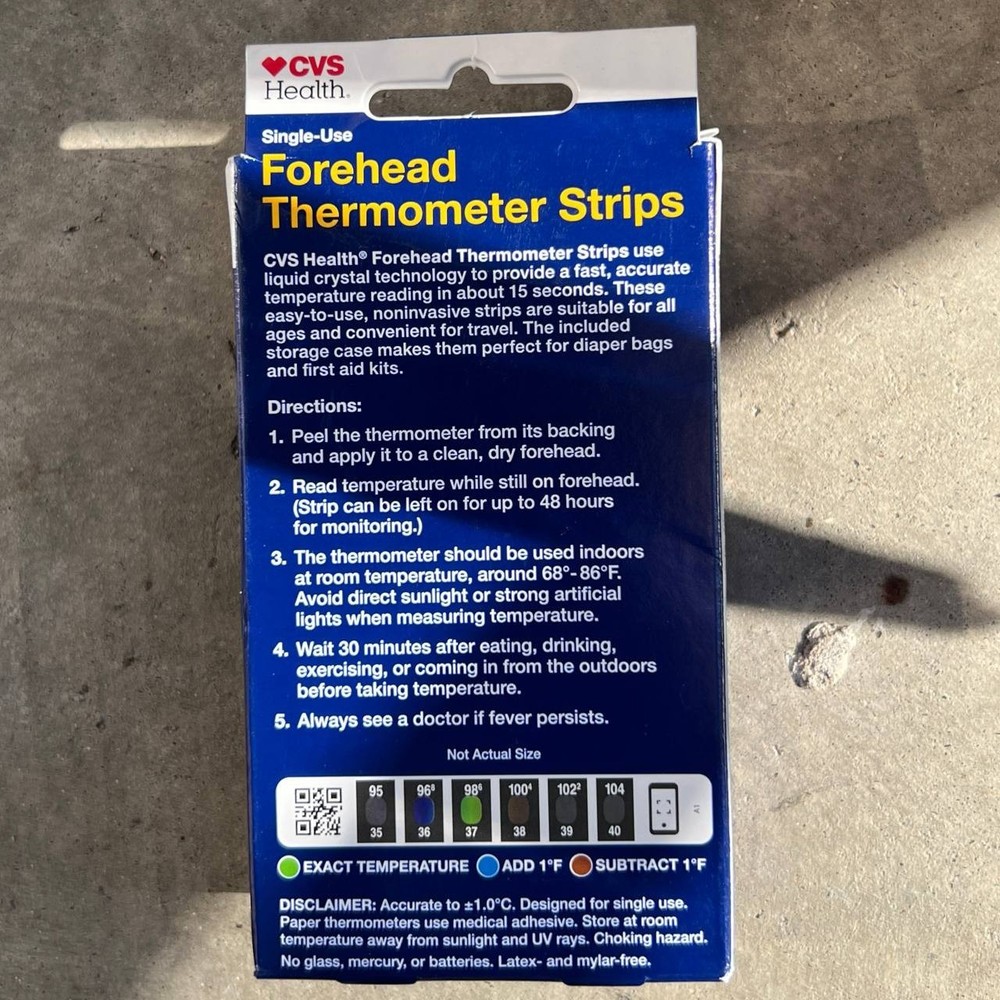 CVS
Health.
Single-Use
Forehead
Thermometer Strips
CVS Health® Forehead Thermometer Strips use
liquid crystal technology to provide a fast, accurate
temperature reading in about 15 seconds. These
easy-to-use, noninvasive strips are suitable for all
ages and convenient for travel. The included
storage case makes them perfect for diaper bags
and first aid kits.
Directions:
1. Peel the thermometer from its backing
and apply it to a clean, dry forehead.
2. Read temperature while still on forehead.
(Strip can be left on for up to 48 hours
for monitoring.)
3. The thermometer should be used indoors
at room temperature, around 68°-86°F.
Avoid direct sunlight or strong artificial
lights when measuring temperature.
4. Wait 30 minutes after eating, drinking,
exercising, or coming in from the outdoors
before taking temperature.
5. Always see a doctor if fever persists.
Not Actual Size
95 96⁸ 98⁶ 100⁴ 102² 104
35 36 37 38 39 40
A1
EXACT TEMPERATURE ADD 1°F SUBTRACT 1°F
DISCLAIMER: Accurate to ±1.0°C. Designed for single use.
Paper thermometers use medical adhesive. Store at room
temperature away from sunlight and UV rays. Choking hazard.
No glass, mercury, or batteries. Latex- and mylar-free.